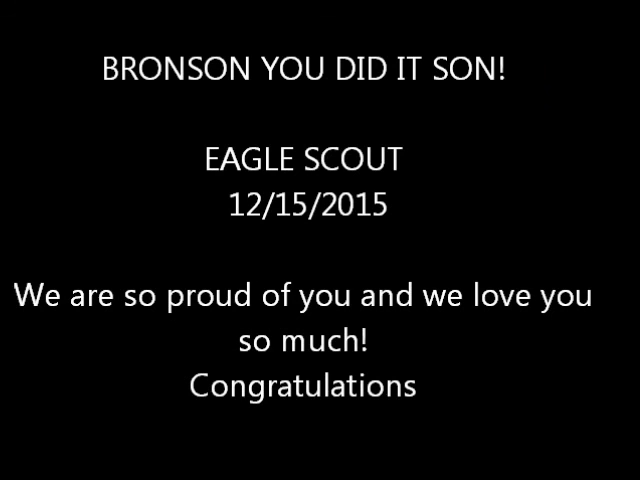 BRONSON YOU DID IT SON!
EAGLE SCOUT
12/15/2015
We are so proud of you and we love you
so much!
Congratulations